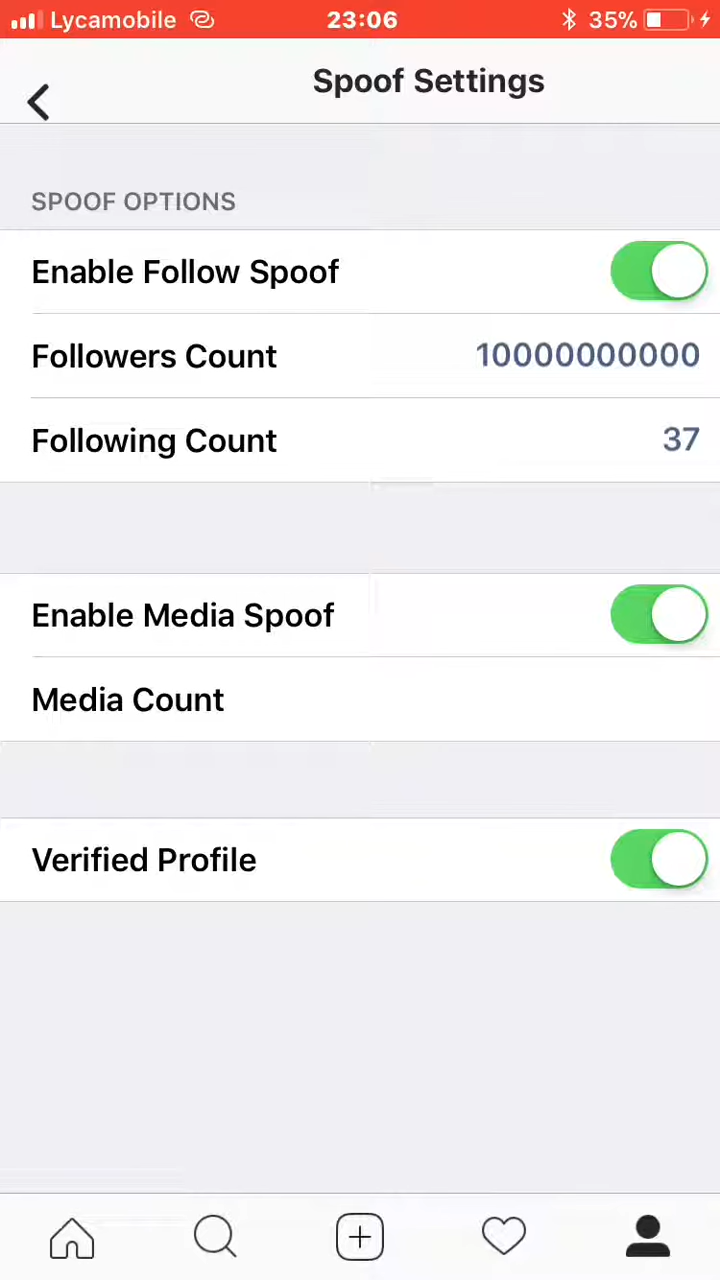 Lycamobile 23:06 35%
Spoof Settings
SPOOF OPTIONS
Enable Follow Spoof
Followers Count 10000000000
Following Count 37
Enable Media Spoof
Media Count
Verified Profile